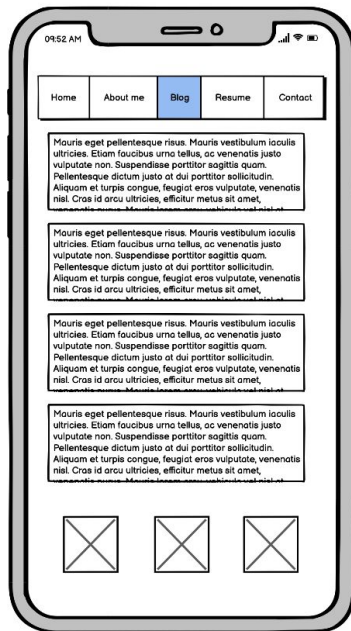 09:52 AM
Home About me Blog Resume Contact
Mauris eget pellentesque risus. Mauris vestibulum iaculis
ultricies. Etiam faucibus urna tellus, ac venenatis justo
vulputate non. Suspendisse porttitor sagittis quam.
Pellentesque dictum justo at dui porttitor sollicitudin.
Aliquam et turpis congue, feugiat eros vulputate, venenatis
nisl. Cras id arcu ultricies, efficitur metus sit amet,
Mauris eget pellentesque risus. Mauris vestibulum iaculis
ultricies. Etiam faucibus urna tellus, ac venenatis justo
vulputate non. Suspendisse porttitor sagittis quam.
Pellentesque dictum justo at dui porttitor sollicitudin.
Aliquam et turpis congue, feugiat eros vulputate, venenatis
nisl. Cras id arcu ultricies, efficitur metus sit amet,
Mauris eget pellentesque risus. Mauris vestibulum iaculis
ultricies. Etiam faucibus urna tellus, ac venenatis justo
vulputate non. Suspendisse porttitor sagittis quam.
Pellentesque dictum justo at dui porttitor sollicitudin.
Aliquam et turpis congue, feugiat eros vulputate, venenatis
nisl. Cras id arcu ultricies, efficitur metus sit amet,
Mauris eget pellentesque risus. Mauris vestibulum iaculis
ultricies. Etiam faucibus urna tellus, ac venenatis justo
vulputate non. Suspendisse porttitor sagittis quam.
Pellentesque dictum justo at dui porttitor sollicitudin.
Aliquam et turpis congue, feugiat eros vulputate, venenatis
nisl. Cras id arcu ultricies, efficitur metus sit amet,